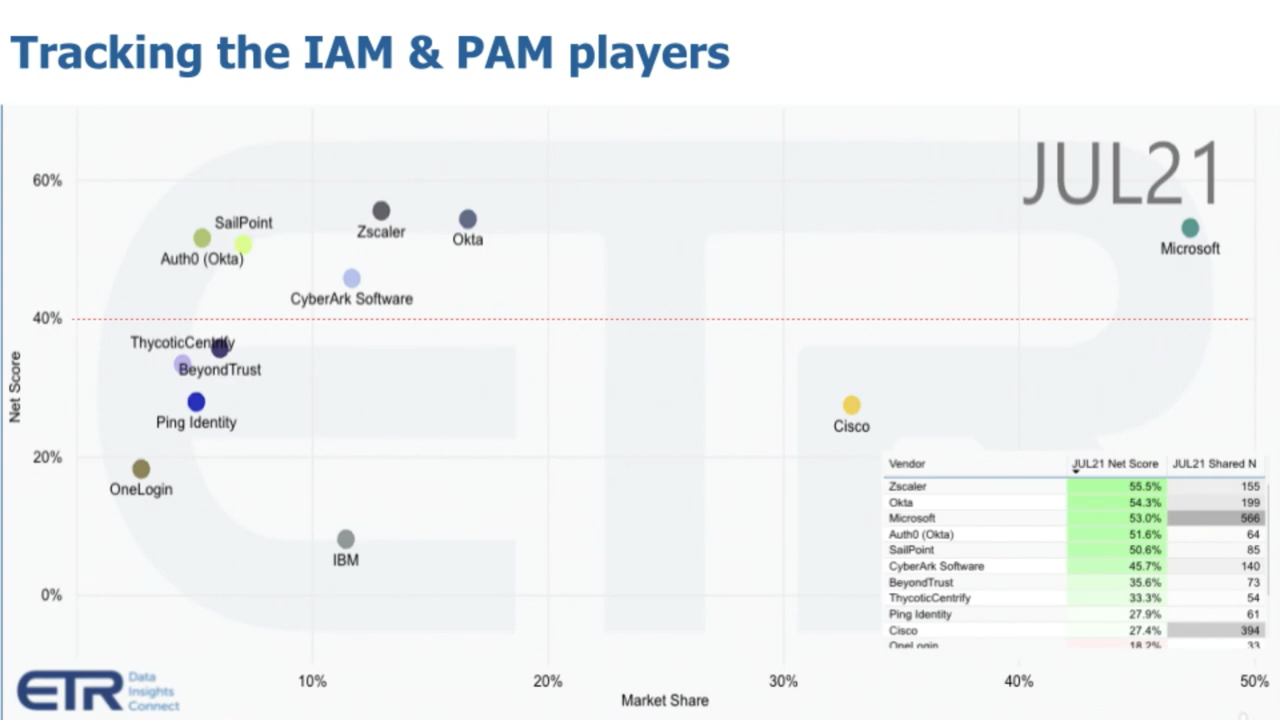 Tracking the IAM & PAM players
JUL21
60%
SailPoint
Zscaler
Okta
Microsoft
Auth0 (Okta)
CyberArk Software
40%
ThycoticCentrify
BeyondTrust
Net Score
Ping Identity
Cisco
20%
OneLogin
IBM
0%
Vendor JUL21 Net Score JUL21 Shared N
Zscaler 55.5% 155
Okta 54.3% 199
Microsoft 53.0% 566
Auth0 (Okta) 51.6% 64
SailPoint 50.6% 85
CyberArk Software 45.7% 140
BeyondTrust 35.6% 73
ThycoticCentrify 33.3% 54
Ping Identity 27.9% 61
Cisco 27.4% 394
OneLogin 18.2% 33
10% 20% 30% 40% 50%
Market Share
ETR
Data
Insights
Connect